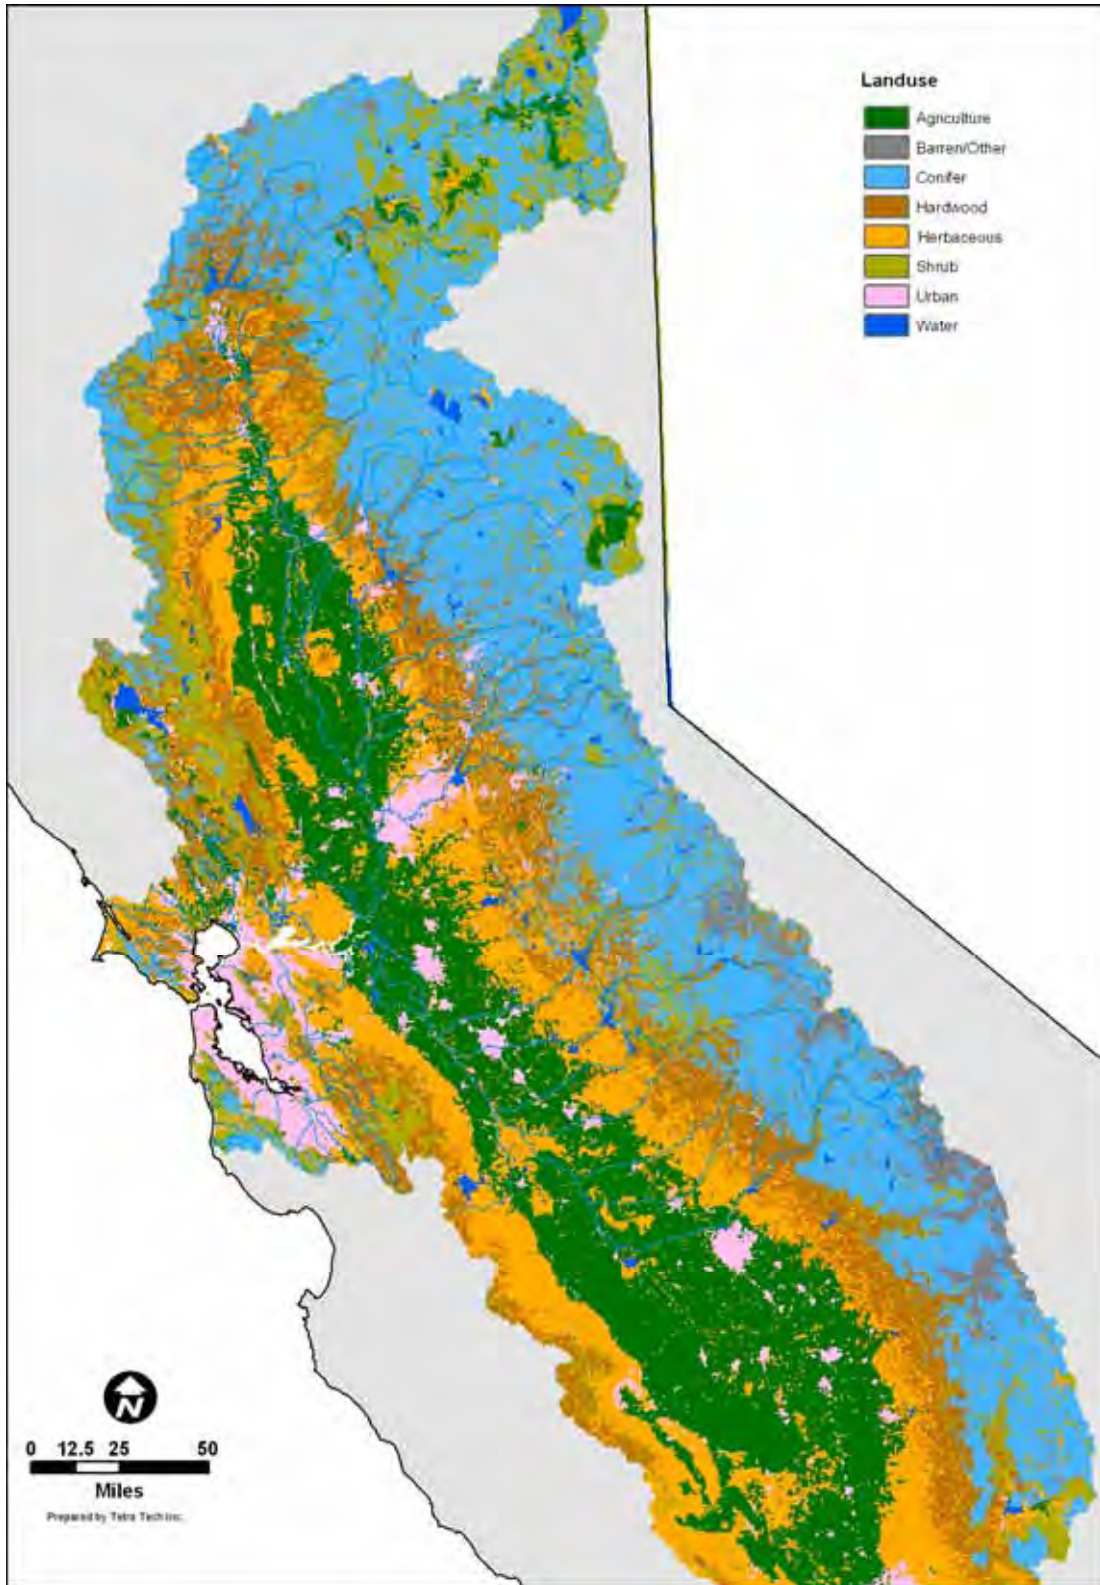 Landuse
Agriculture
Barren/Other
Conifer
Hardwood
Herbaceous
Shrub
Urban
Water
N
0 12.5 25 50
Miles
Prepared by Tetra Tech Inc.